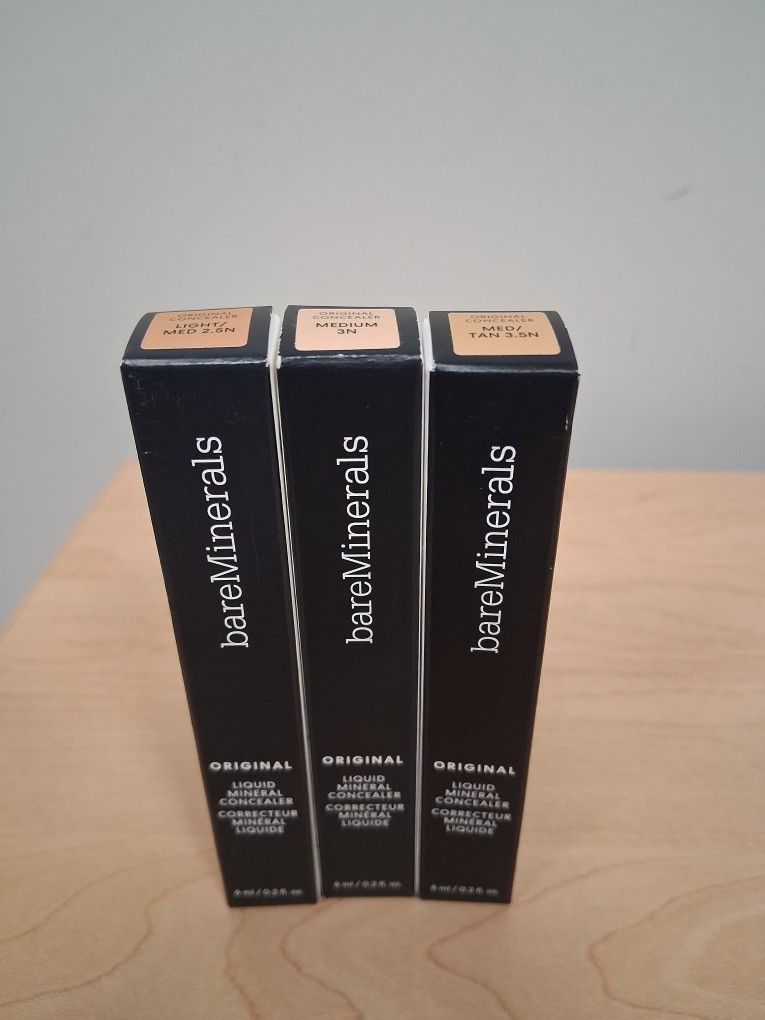 ORIGINAL
CONCEALER
LIGHT/
MED 2.5N
bareMinerals
ORIGINAL
LIQUID
MINERAL
CONCEALER
CORRECTEUR
MINÉRAL
LIQUIDE
6 ml / 0.2 fl. oz.
ORIGINAL
CONCEALER
MEDIUM
3N
bareMinerals
ORIGINAL
LIQUID
MINERAL
CONCEALER
CORRECTEUR
MINÉRAL
LIQUIDE
6 ml / 0.2 fl. oz.
ORIGINAL
CONCEALER
MED/
TAN 3.5N
bareMinerals
ORIGINAL
LIQUID
MINERAL
CONCEALER
CORRECTEUR
MINÉRAL
LIQUIDE
6 ml / 0.2 fl. oz.